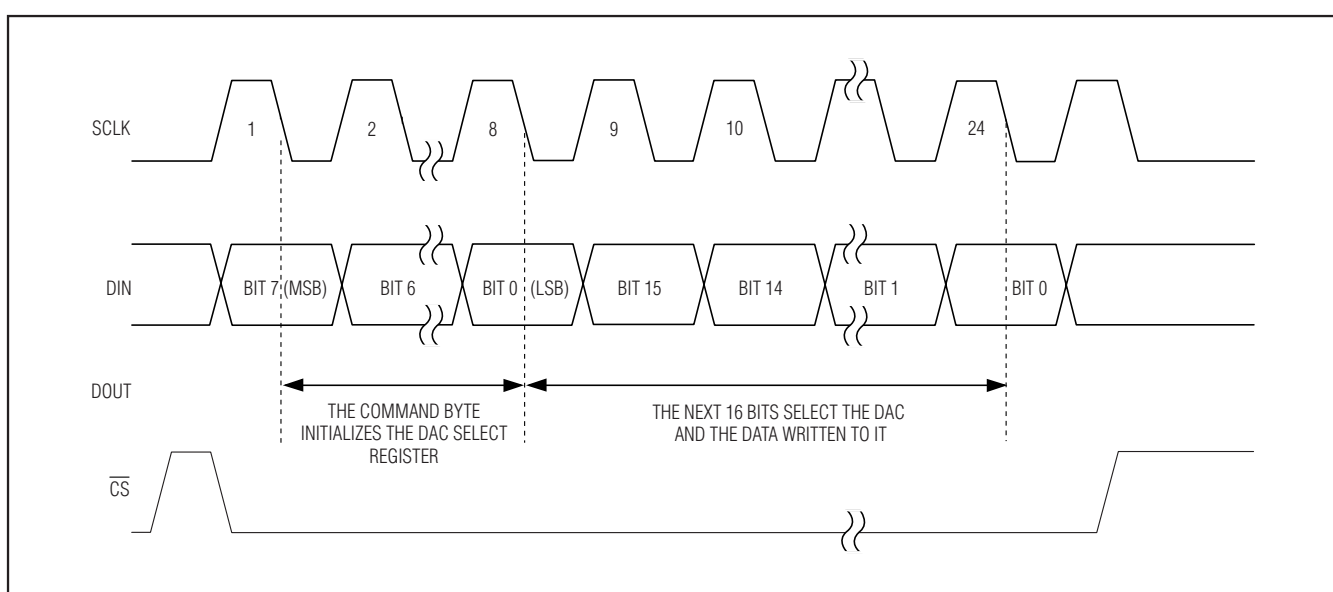 SCLK 1 2 8 9 10 24
DIN BIT 7 (MSB) BIT 6 BIT 0 (LSB) BIT 15 BIT 14 BIT 1 BIT 0
DOUT
THE COMMAND BYTE
INITIALIZES THE DAC SELECT
REGISTER
THE NEXT 16 BITS SELECT THE DAC
AND THE DATA WRITTEN TO IT
CS